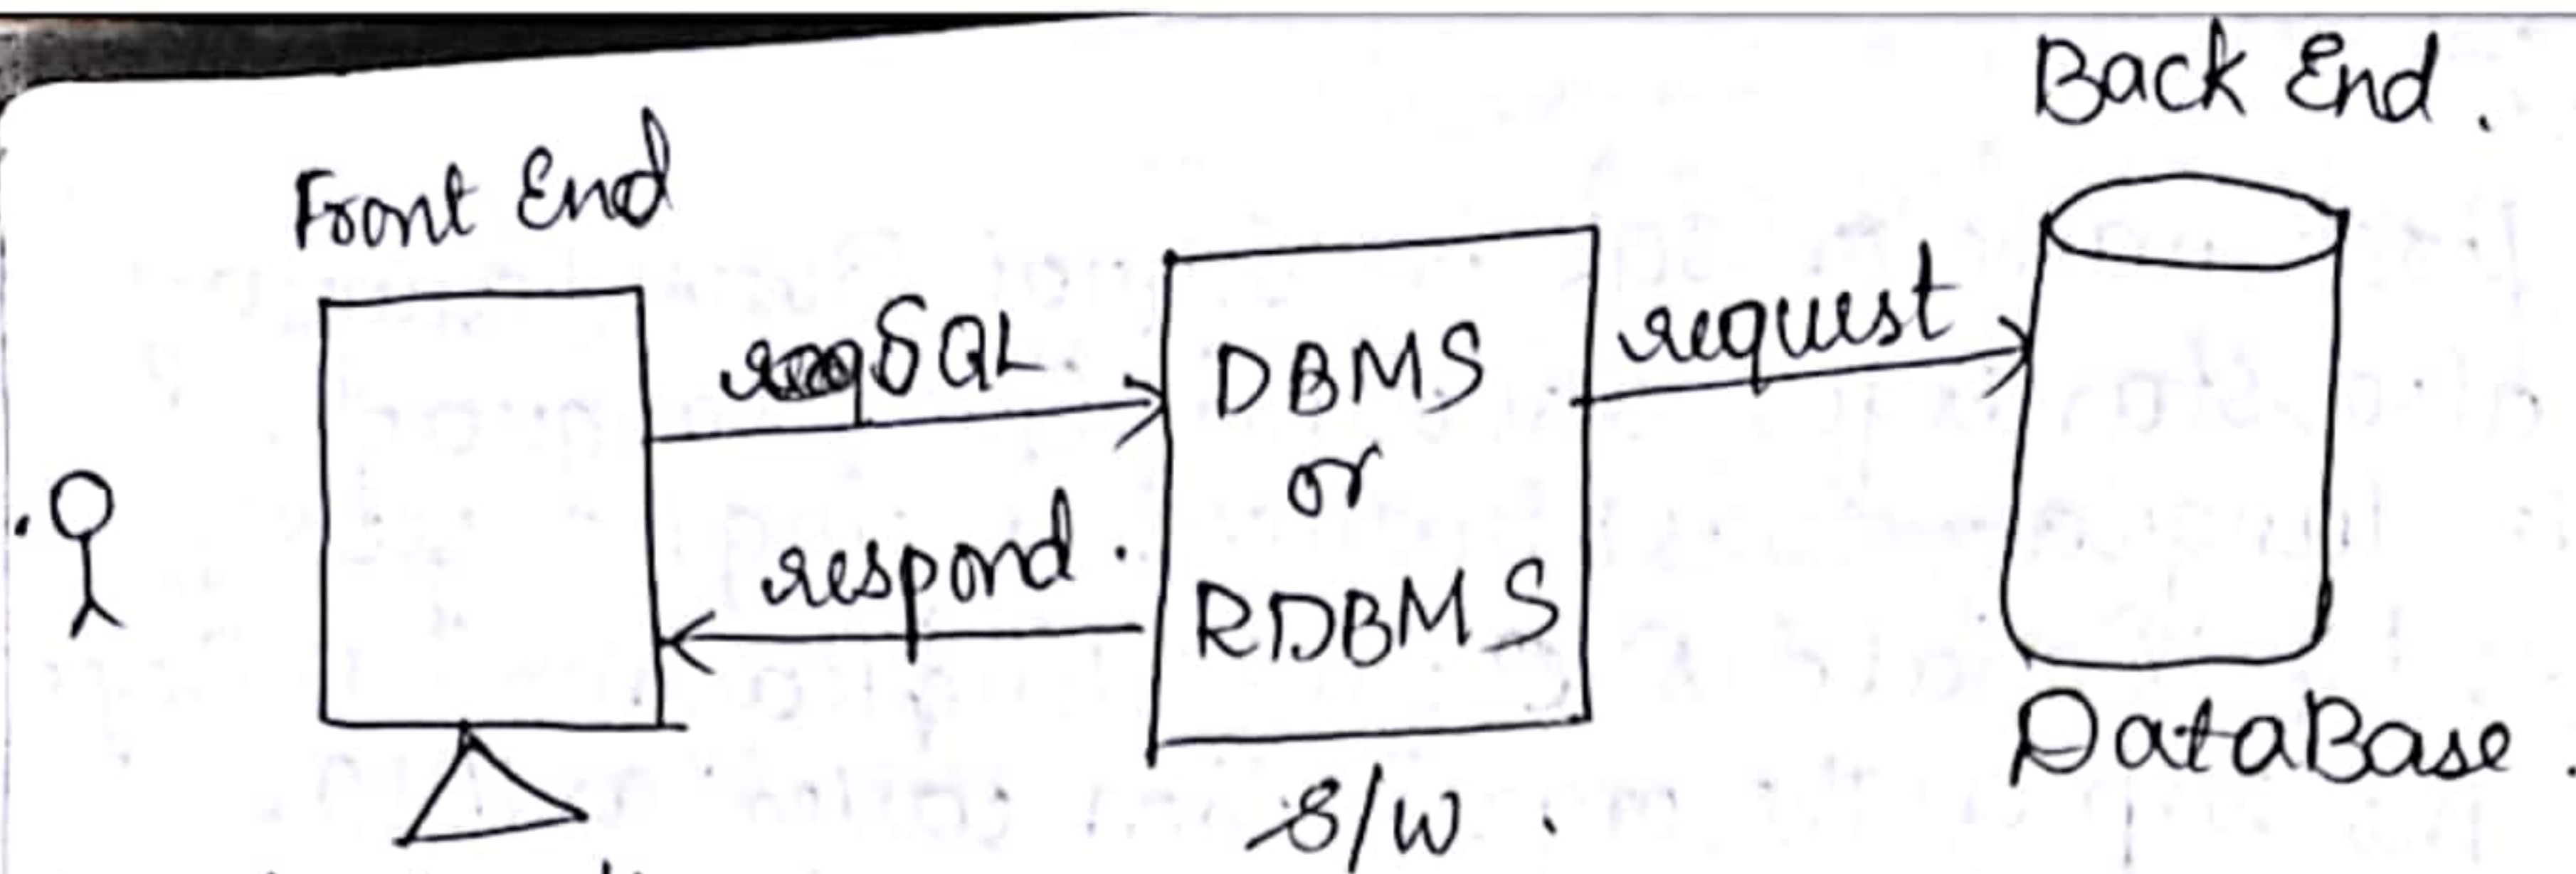 Back End.
Front End
SQL.
request
DBMS
or
respond.
RDBMS
DataBase.
S/W.